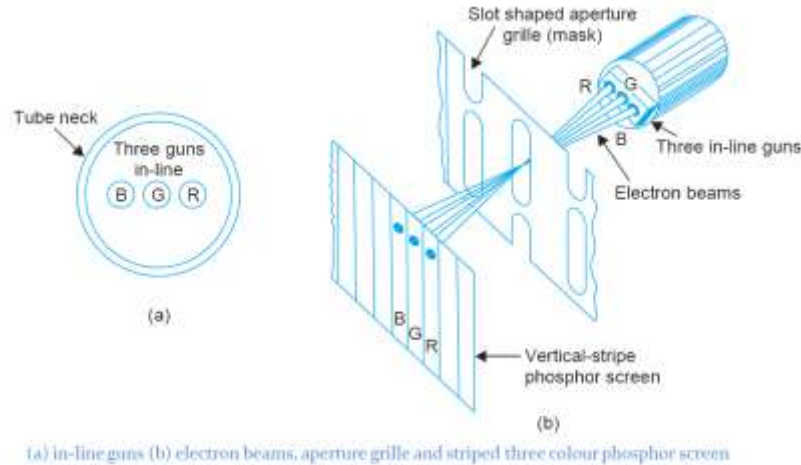 Slot shaped aperture
grille (mask)
Tube neck
Three guns
in-line
B G R
(a)
R
G
B
Three in-line guns
Electron beams
B
G
R
Vertical-stripe
phosphor screen
(b)
(a) in-line guns (b) electron beams, aperture grille and striped three colour phosphor screen